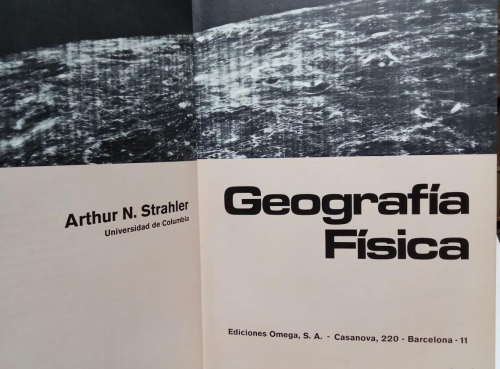 Arthur N. Strahler
Universidad de Columbia
Geografía
Física
Ediciones Omega, S. A. - Casanova, 220 - Barcelona - 11